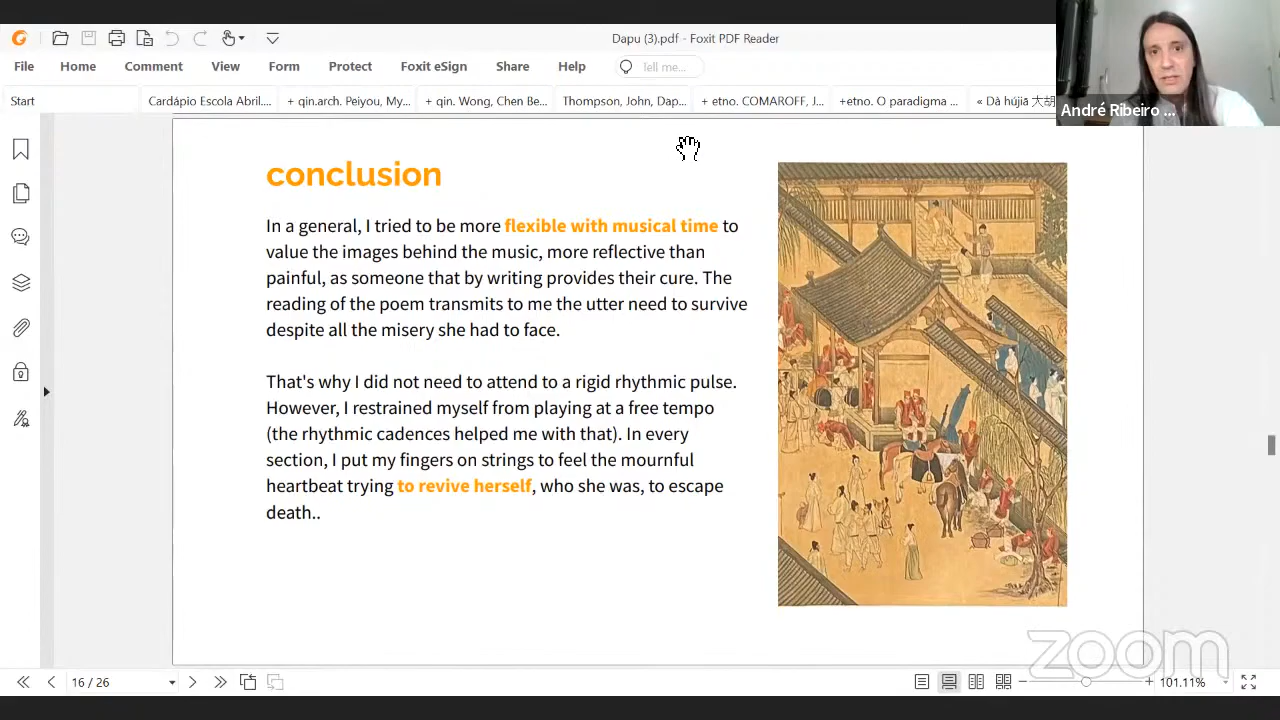 Dapu (3).pdf - Foxit PDF Reader
File Home Comment View Form Protect Foxit eSign Share Help Tell me...
Start Cardápio Escola Abril.... + qin.arch. Pāyou, My... + qin. Wong, Chen Be... Thompson, John, Dap... + etno. COMAROFF, J... +etno. O paradigma ... « Dà hújiā 大胡
André Ribeiro ...
conclusion
In a general, I tried to be more flexible with musical time to
value the images behind the music, more reflective than
painful, as someone that by writing provides their cure. The
reading of the poem transmits to me the utter need to survive
despite all the misery she had to face.
That's why I did not need to attend to a rigid rhythmic pulse.
However, I restrained myself from playing at a free tempo
(the rhythmic cadences helped me with that). In every
section, I put my fingers on strings to feel the mournful
heartbeat trying to revive herself, who she was, to escape
death..
zoom
16 / 26
101.11%